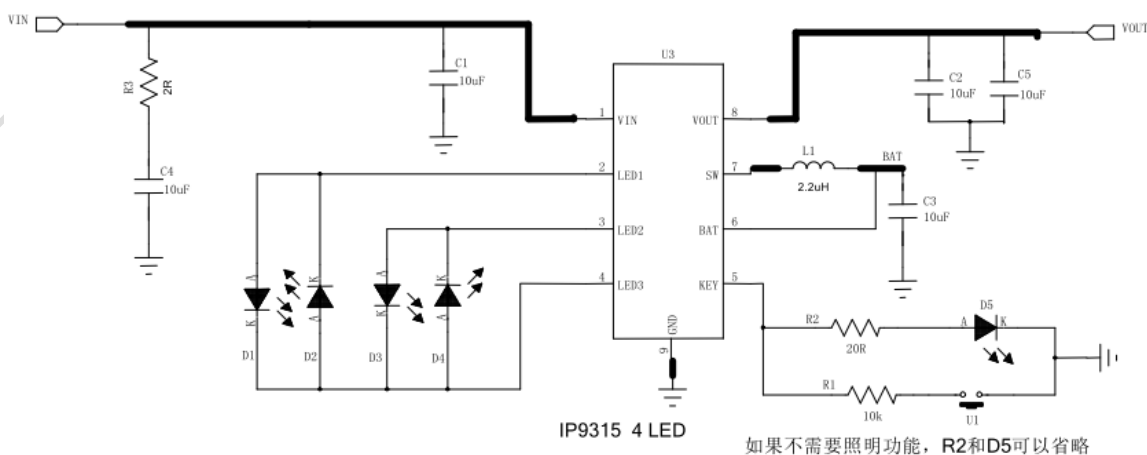 VIN
VOUT
R3
2R
C4
10uF
C1
10uF
U3
C2
10uF
C5
10uF
1
VIN
VOUT
8
2
LED1
SW
7
L1
2.2uH
BAT
3
LED2
BAT
6
C3
10uF
4
LED3
KEY
5
GND
9
A
K
D1
K
A
D2
A
K
D3
K
A
D4
R2
20R
A
D5
K
R1
10k
U1
IP9315 4 LED
如果不需要照明功能，R2和D5可以省略